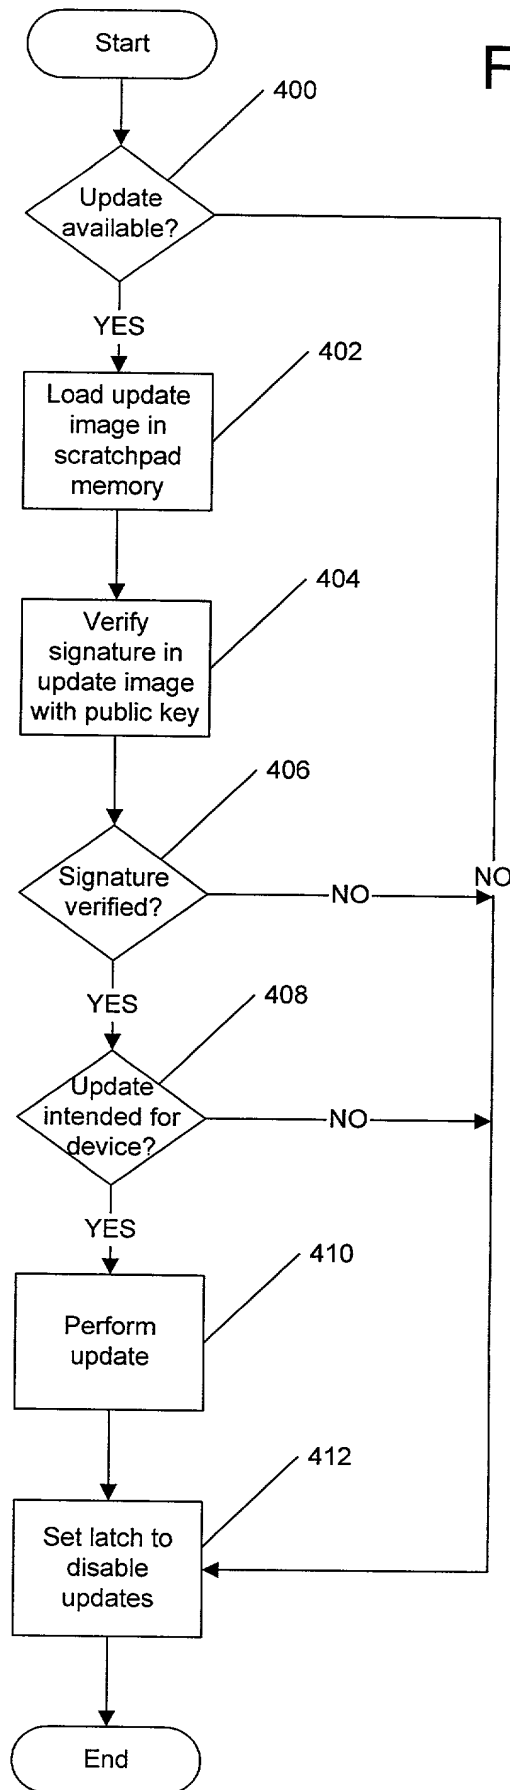 Start
F
400
Update
available?
YES
402
Load update
image in
scratchpad
memory
404
Verify
signature in
update image
with public key
406
Signature
verified?
NO
NO
YES
408
Update
intended for
device?
NO
YES
410
Perform
update
412
Set latch to
disable
updates
End